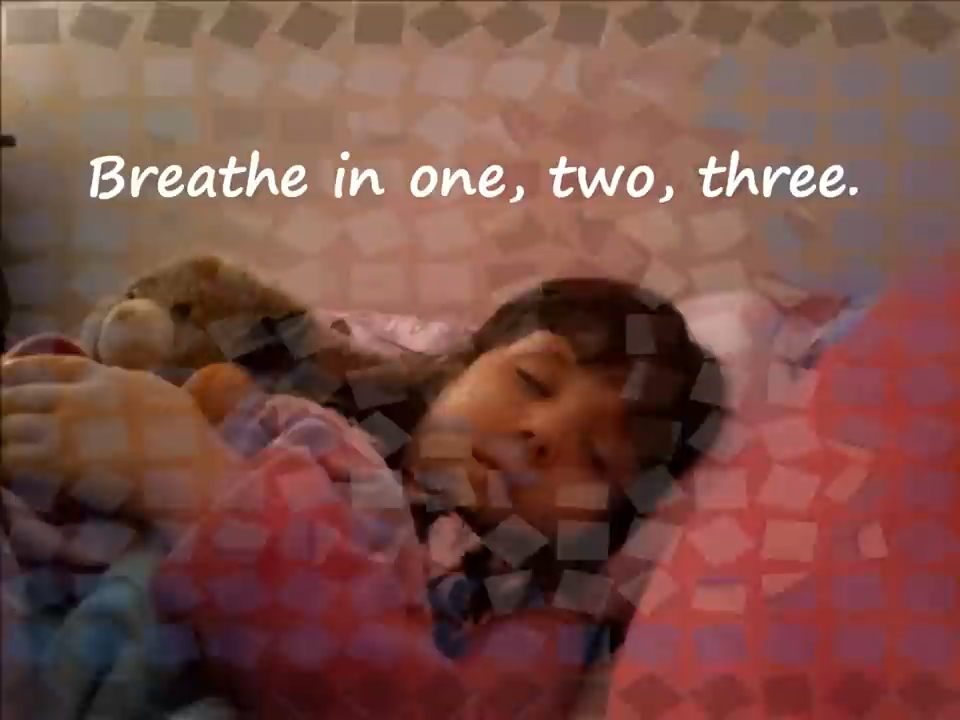 Breathe in one, two, three.